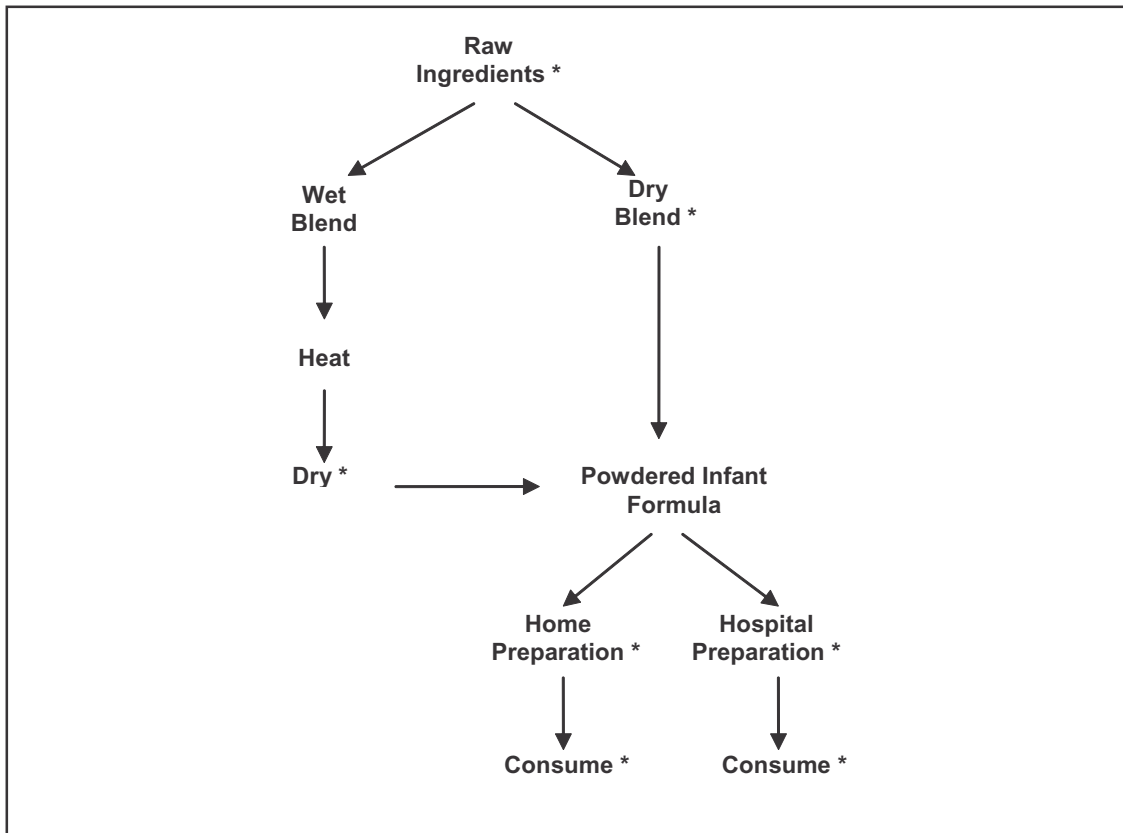 Raw
Ingredients *
Wet
Blend
Dry
Blend *
Heat
Dry *
Powdered Infant
Formula
Home
Preparation *
Hospital
Preparation *
Consume *
Consume *